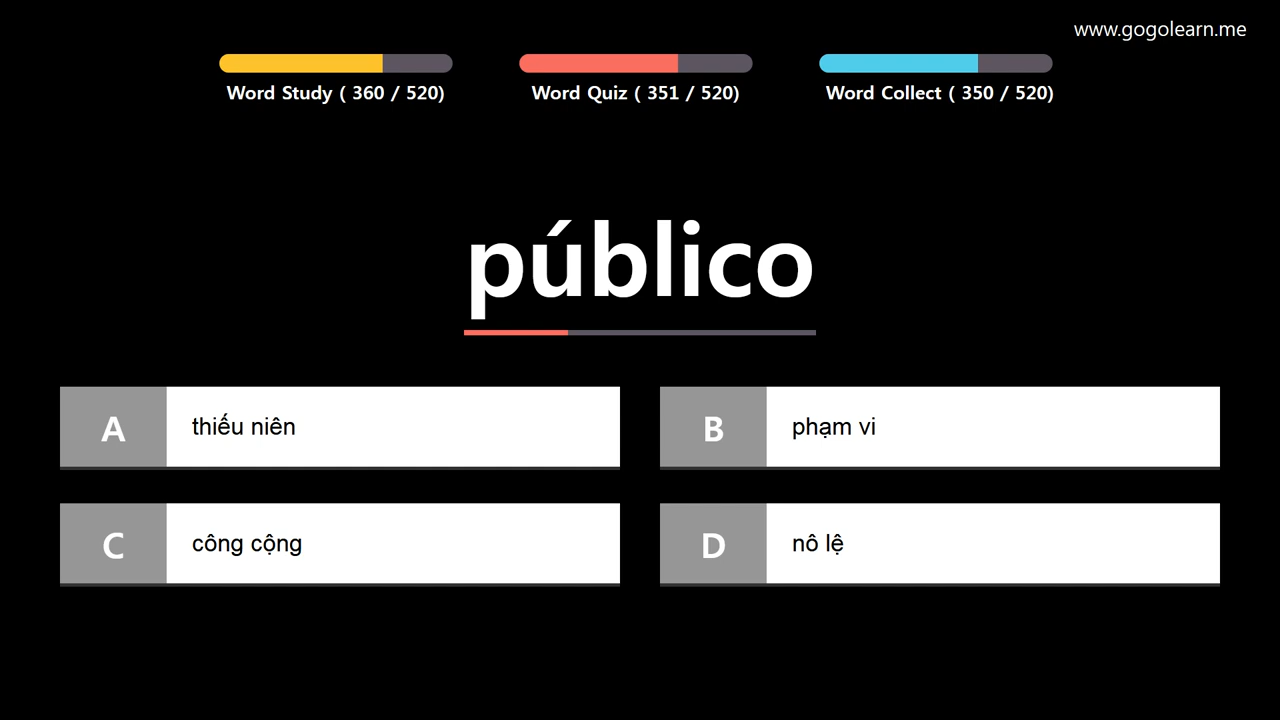 www.gogolearn.me
Word Study ( 360 / 520)
Word Quiz ( 351 / 520)
Word Collect ( 350 / 520)
público
A thiếu niên
B phạm vi
C công cộng
D nô lệ